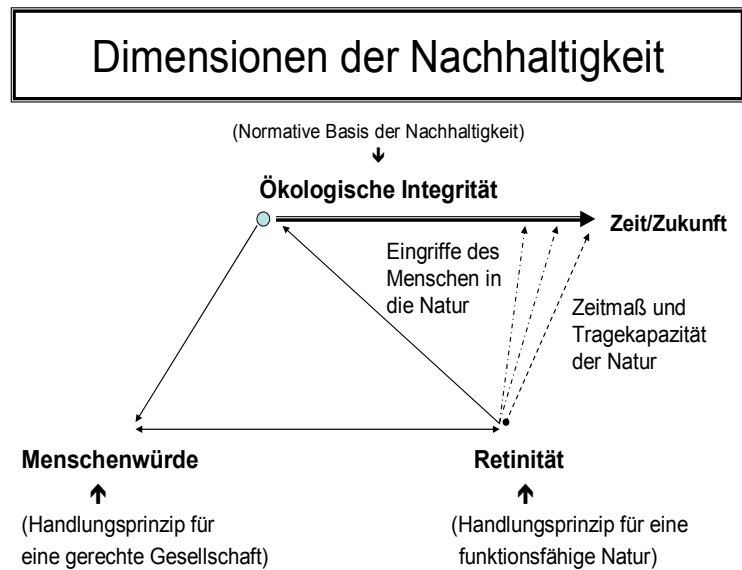 Dimensionen der Nachhaltigkeit
(Normative Basis der Nachhaltigkeit)
Ökologische Integrität
Zeit/Zukunft
Eingriffe des
Menschen in
die Natur
Zeitmaß und
Tragekapazität
der Natur
Menschenwürde
(Handlungsprinzip für
eine gerechte Gesellschaft)
Retinität
(Handlungsprinzip für eine
funktionsfähige Natur)